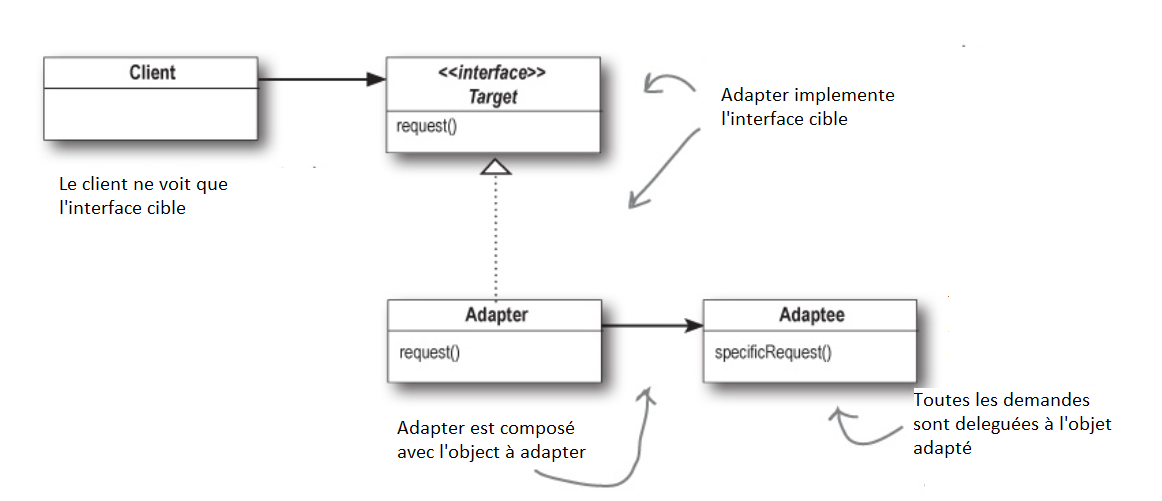 Client
<<interface>>
Target
request()
Adapter implemente
l'interface cible
Le client ne voit que
l'interface cible
Adapter
request()
Adaptee
specificRequest()
Adapter est composé
avec l'object à adapter
Toutes les demandes
sont deleguées à l'objet
adapté